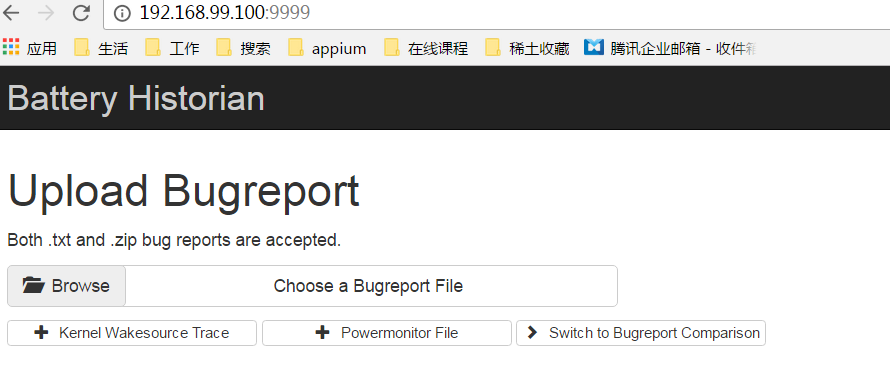 192.168.99.100:9999
应用 生活 工作 搜索 appium 在线课程 稀土收藏 腾讯企业邮箱 - 收件箱
Battery Historian
Upload Bugreport
Both .txt and .zip bug reports are accepted.
Browse Choose a Bugreport File
Kernel Wakesource Trace Powermonitor File Switch to Bugreport Comparison